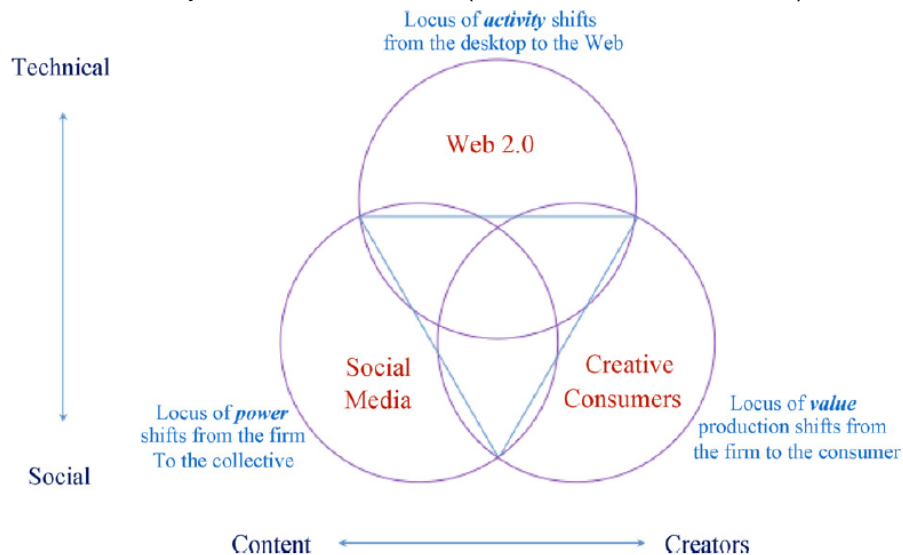 Locus of activity shifts
from the desktop to the Web
Technical
Web 2.0
Social
Media
Creative
Consumers
Locus of power
shifts from the firm
To the collective
Locus of value
production shifts from
the firm to the consumer
Social
Content
Creators